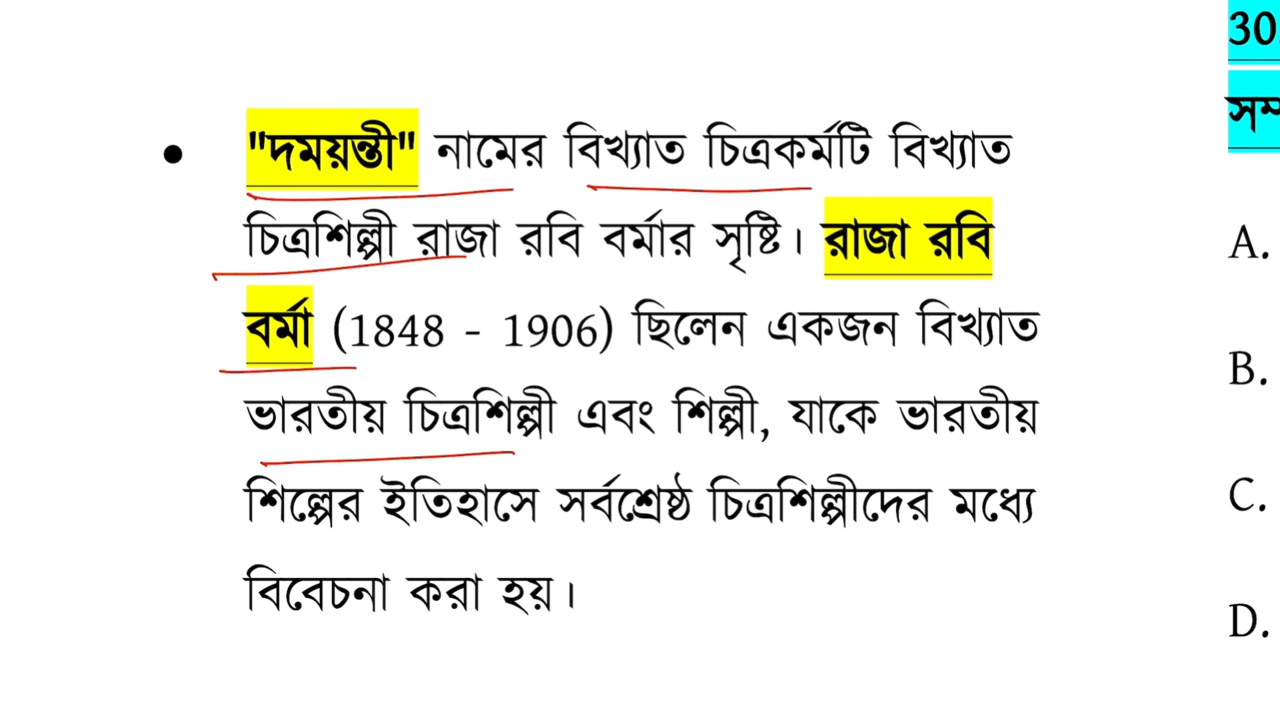 • "দময়ন্তী" নামের বিখ্যাত চিত্রকর্মটি বিখ্যাত
চিত্রশিল্পী রাজা রবি বর্মার সৃষ্টি। রাজা রবি
বর্মা (1848 - 1906) ছিলেন একজন বিখ্যাত
ভারতীয় চিত্রশিল্পী এবং শিল্পী, যাকে ভারতীয়
শিল্পের ইতিহাসে সর্বশ্রেষ্ঠ চিত্রশিল্পীদের মধ্যে
বিবেচনা করা হয়।
30
A.
B.
C.
D.